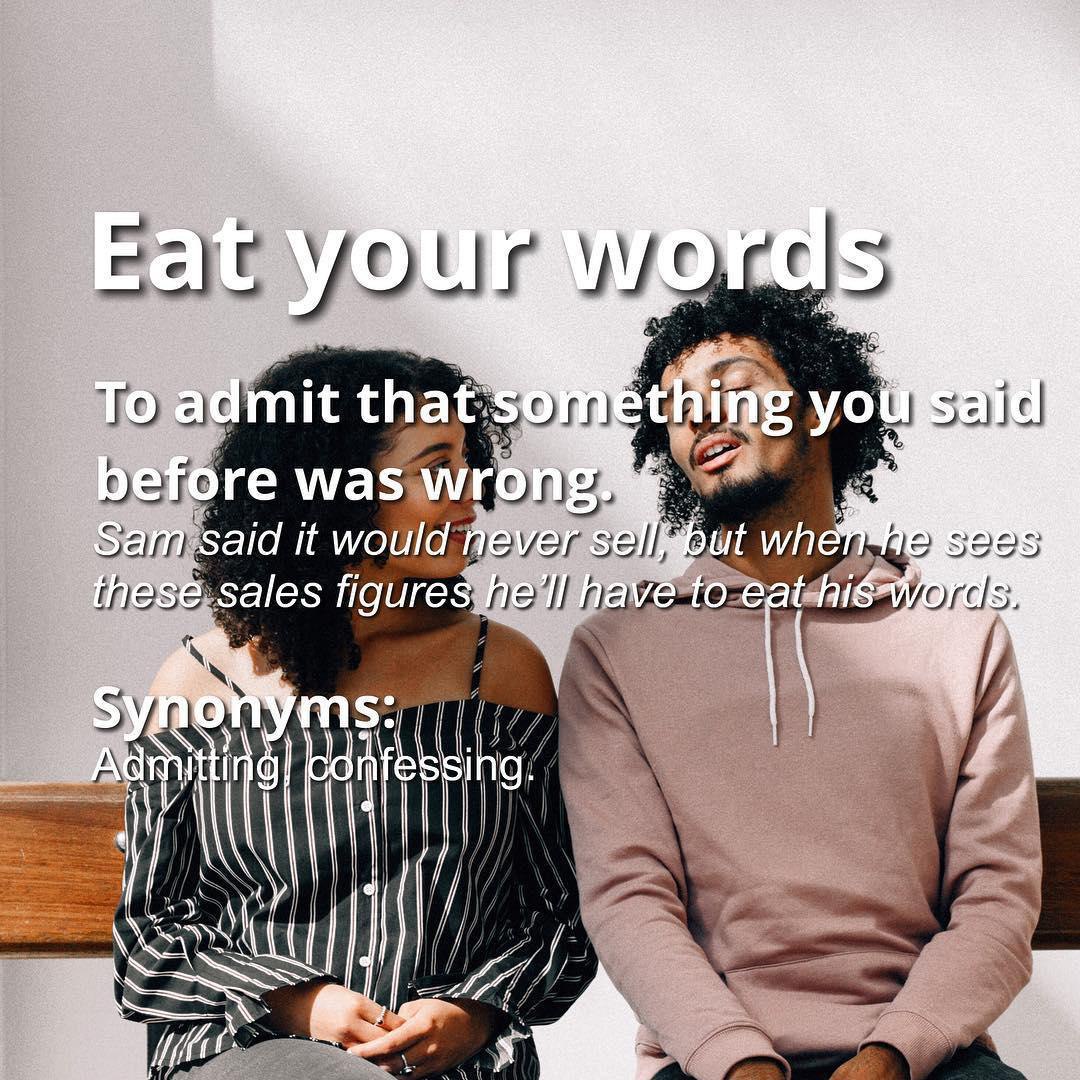 Eat your words
To admit that something you said
before was wrong.
Sam said it would never sell, but when he sees
these sales figures he’ll have to eat his words.
Synonyms:
Admitting, confessing.